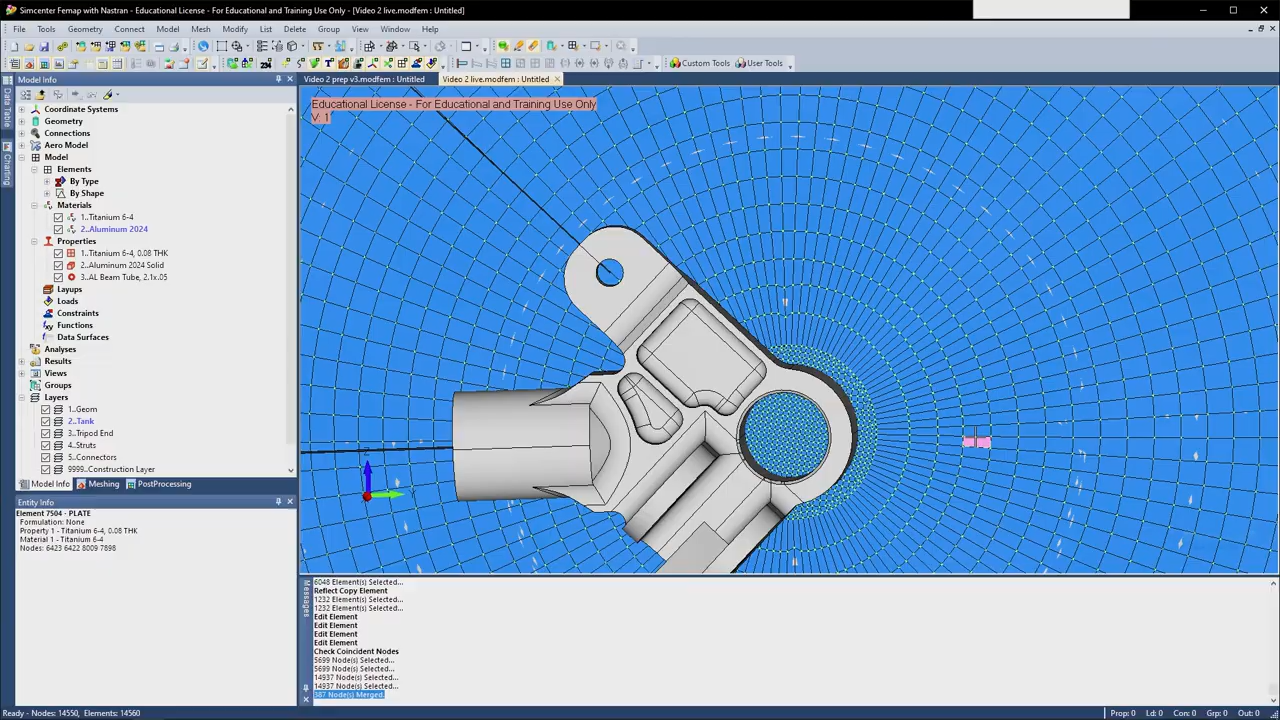 Simcenter Femap with Nastran - Educational License - For Educational and Training Use Only - [Video 2 live.modfem : Untitled]
File Tools Geometry Connect Model Mesh Modify List Delete Group View Window Help
Custom Tools User Tools
Model Info
Video 2 prep v3.modfem : Untitled Video 2 live.modfem : Untitled
Data Table
Charting
Educational License - For Educational and Training Use Only
V: 1
Coordinate Systems
Geometry
Connections
Aero Model
Model
Elements
By Type
By Shape
Materials
1..Titanium 6-4
2..Aluminum 2024
Properties
1..Titanium 6-4, 0.08 THK
2..Aluminum 2024 Solid
3..AL Beam Tube, 2.1x.05
Layups
Loads
Constraints
Functions
Data Surfaces
Analyses
Results
Views
Groups
Layers
1..Geom
2..Tank
3..Tripod End
4..Struts
5..Connectors
9999..Construction Layer
Model Info Meshing PostProcessing
Z
Entity Info
Element 7504 - PLATE
Formulation: None
Property 1 - Titanium 6-4, 0.08 THK
Material 1 - Titanium 6-4
Nodes: 6423 6422 8009 7898
Messages
6048 Element(s) Selected...
Reflect Copy Element
1232 Element(s) Selected...
1232 Element(s) Selected...
Edit Element
Edit Element
Edit Element
Edit Element
Check Coincident Nodes
5699 Node(s) Selected...
5699 Node(s) Selected...
14937 Node(s) Selected...
14937 Node(s) Selected...
387 Node(s) Merged.
Ready - Nodes: 14550, Elements: 14560
Prop: 0 Ld: 0 Con: 0 Grp: 0 Out: 0